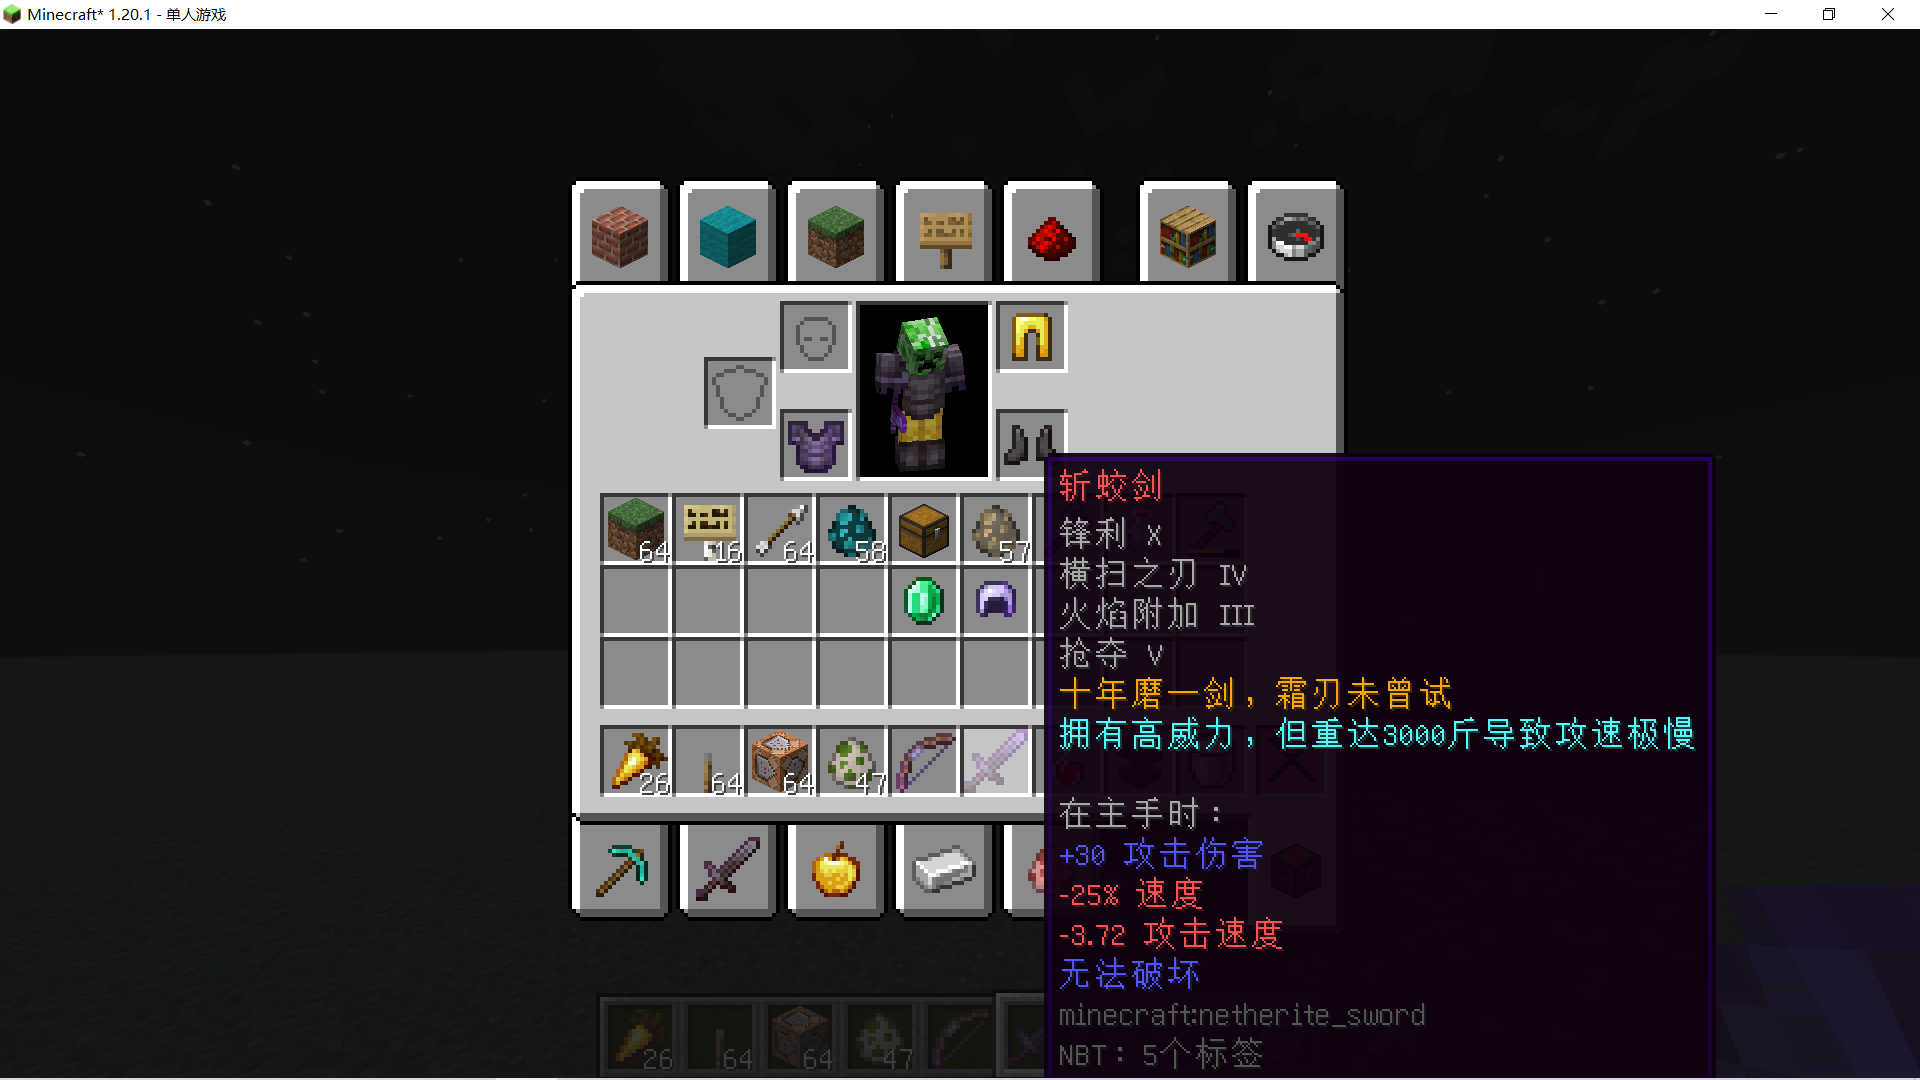 Minecraft* 1.20.1 - 单人游戏
斩蛟剑
锋利 X
横扫之刃 IV
火焰附加 III
抢夺 V
十年磨一剑，霜刃未曾试
拥有高威力，但重达3000斤导致攻速极慢
在主手时：
+30 攻击伤害
-25% 速度
-3.72 攻击速度
无法破坏
minecraft:netherite_sword
NBT：5个标签
64 16 64 58 57
26 64 64 47
26 64 64 47